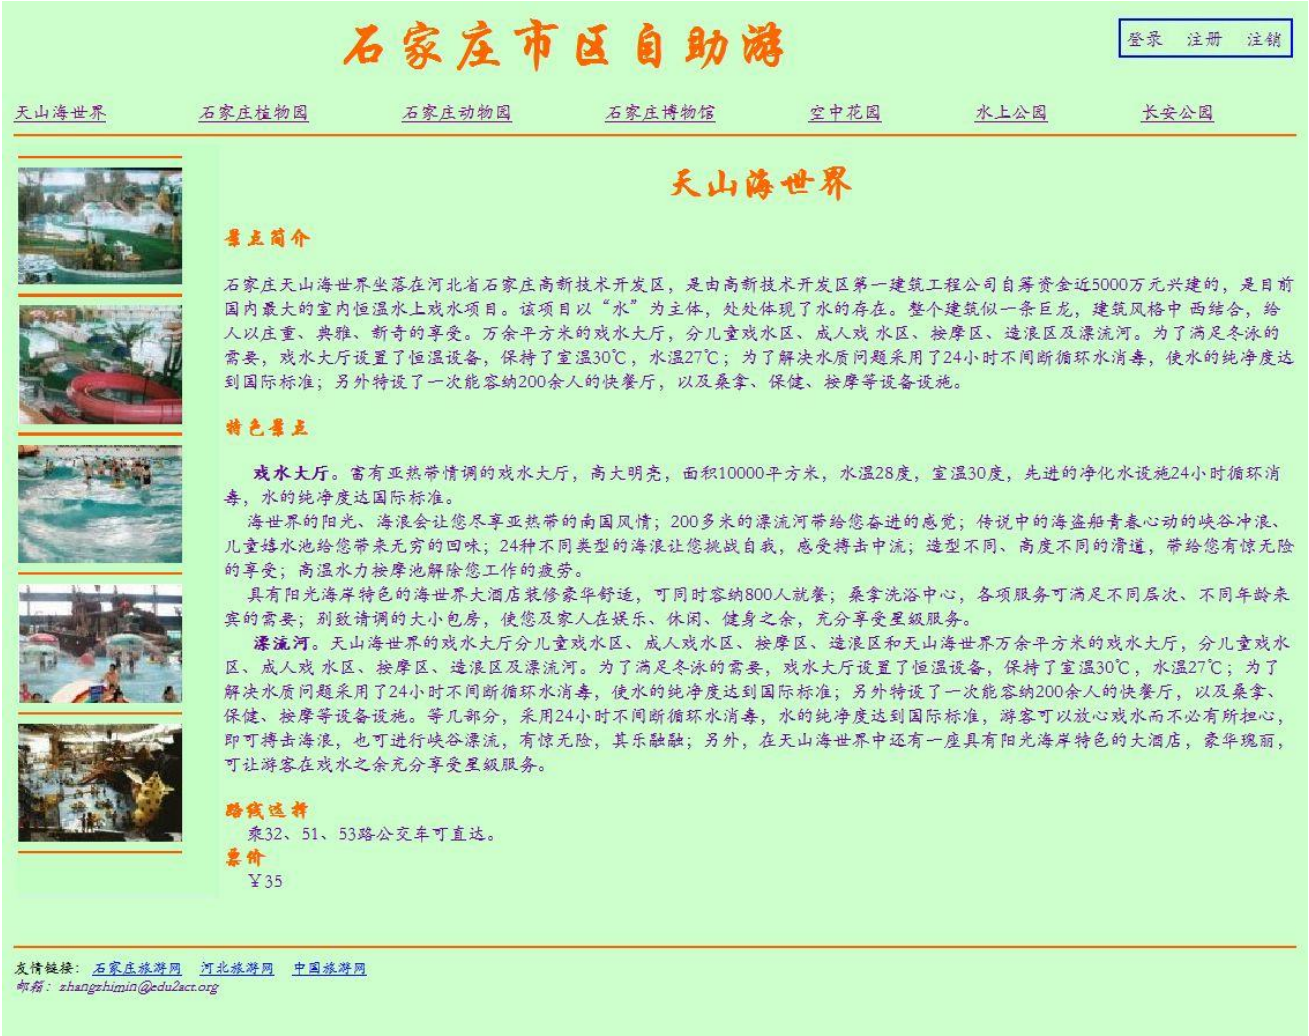 石家庄市区自助游
登录 注册 注销
天山海世界 石家庄植物园 石家庄动物园 石家庄博物馆 空中花园 水上公园 长安公园
天山海世界
景点简介
石家庄天山海世界坐落在河北省石家庄高新技术开发区，是由高新技术开发区第一建筑工程公司自筹资金近5000万元兴建的，是目前
国内最大的室内恒温水上戏水项目。该项目以“水”为主体，处处体现了水的存在。整个建筑似一条巨龙，建筑风格中 西结合，给
人以庄重、典雅、新奇的享受。万余平方米的戏水大厅，分儿童戏水区、成人戏 水区、按摩区、造浪区及漂流河。为了满足冬泳的
需要，戏水大厅设置了恒温设备，保持了室温30℃，水温27℃；为了解决水质问题采用了24小时不间断循环水消毒，使水的纯净度达
到国际标准；另外特设了一次能容纳200余人的快餐厅，以及桑拿、保健、按摩等设备设施。
特色景点
戏水大厅。富有亚热带情调的戏水大厅，高大明亮，面积10000平方米，水温28度，室温30度，先进的净化水设施24小时循环消
毒，水的纯净度达国际标准。
海世界的阳光、海浪会让您尽享亚热带的南国风情；200多米的漂流河带给您奋进的感觉；传说中的海盗船青春心动的峡谷冲浪、
儿童嬉水池给您带来无穷的回味；24种不同类型的海浪让您挑战自我，感受搏击中流；造型不同、高度不同的滑道，带给您有惊无险
的享受；高温水力按摩池解除您工作的疲劳。
具有阳光海岸特色的海世界大酒店装修豪华舒适，可同时容纳800人就餐；桑拿洗浴中心，各项服务可满足不同层次、不同年龄来
宾的需要；别致请调的大小包房，使您及家人在娱乐、休闲、健身之余，充分享受星级服务。
漂流河。天山海世界的戏水大厅分儿童戏水区、成人戏水区、按摩区、造浪区和天山海世界万余平方米的戏水大厅，分儿童戏水
区、成人戏 水区、按摩区、造浪区及漂流河。为了满足冬泳的需要，戏水大厅设置了恒温设备，保持了室温30℃，水温27℃；为了
解决水质问题采用了24小时不间断循环水消毒，使水的纯净度达到国际标准；另外特设了一次能容纳200余人的快餐厅，以及桑拿、
保健、按摩等设备设施。等几部分，采用24小时不间断循环水消毒，水的纯净度达到国际标准，游客可以放心戏水而不必有所担心，
即可搏击海浪，也可进行峡谷漂流，有惊无险，其乐融融；另外，在天山海世界中还有一座具有阳光海岸特色的大酒店，豪华瑰丽，
可让游客在戏水之余充分享受星级服务。
路线选择
乘32、51、53路公交车可直达。
票价
￥35
友情链接： 石家庄旅游网 河北旅游网 中国旅游网
邮箱：zhangzhimin@edu2act.org